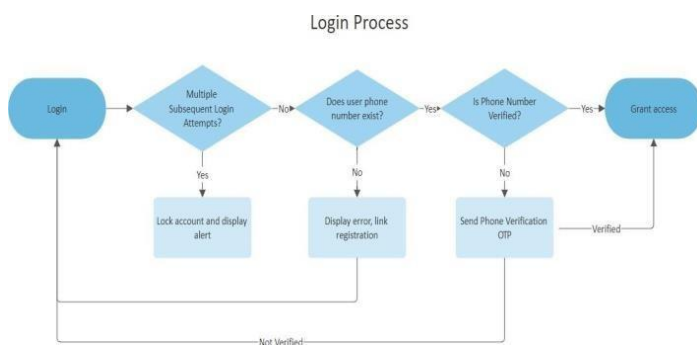 Login Process
Login
Multiple
Subsequent Login
Attempts?
No
Does user phone
number exist?
Yes
Is Phone Number
Verified?
Yes
Grant access
Yes
No
No
Lock account and display
alert
Display error, link
registration
Send Phone Verification
OTP
Verified
Not Verified